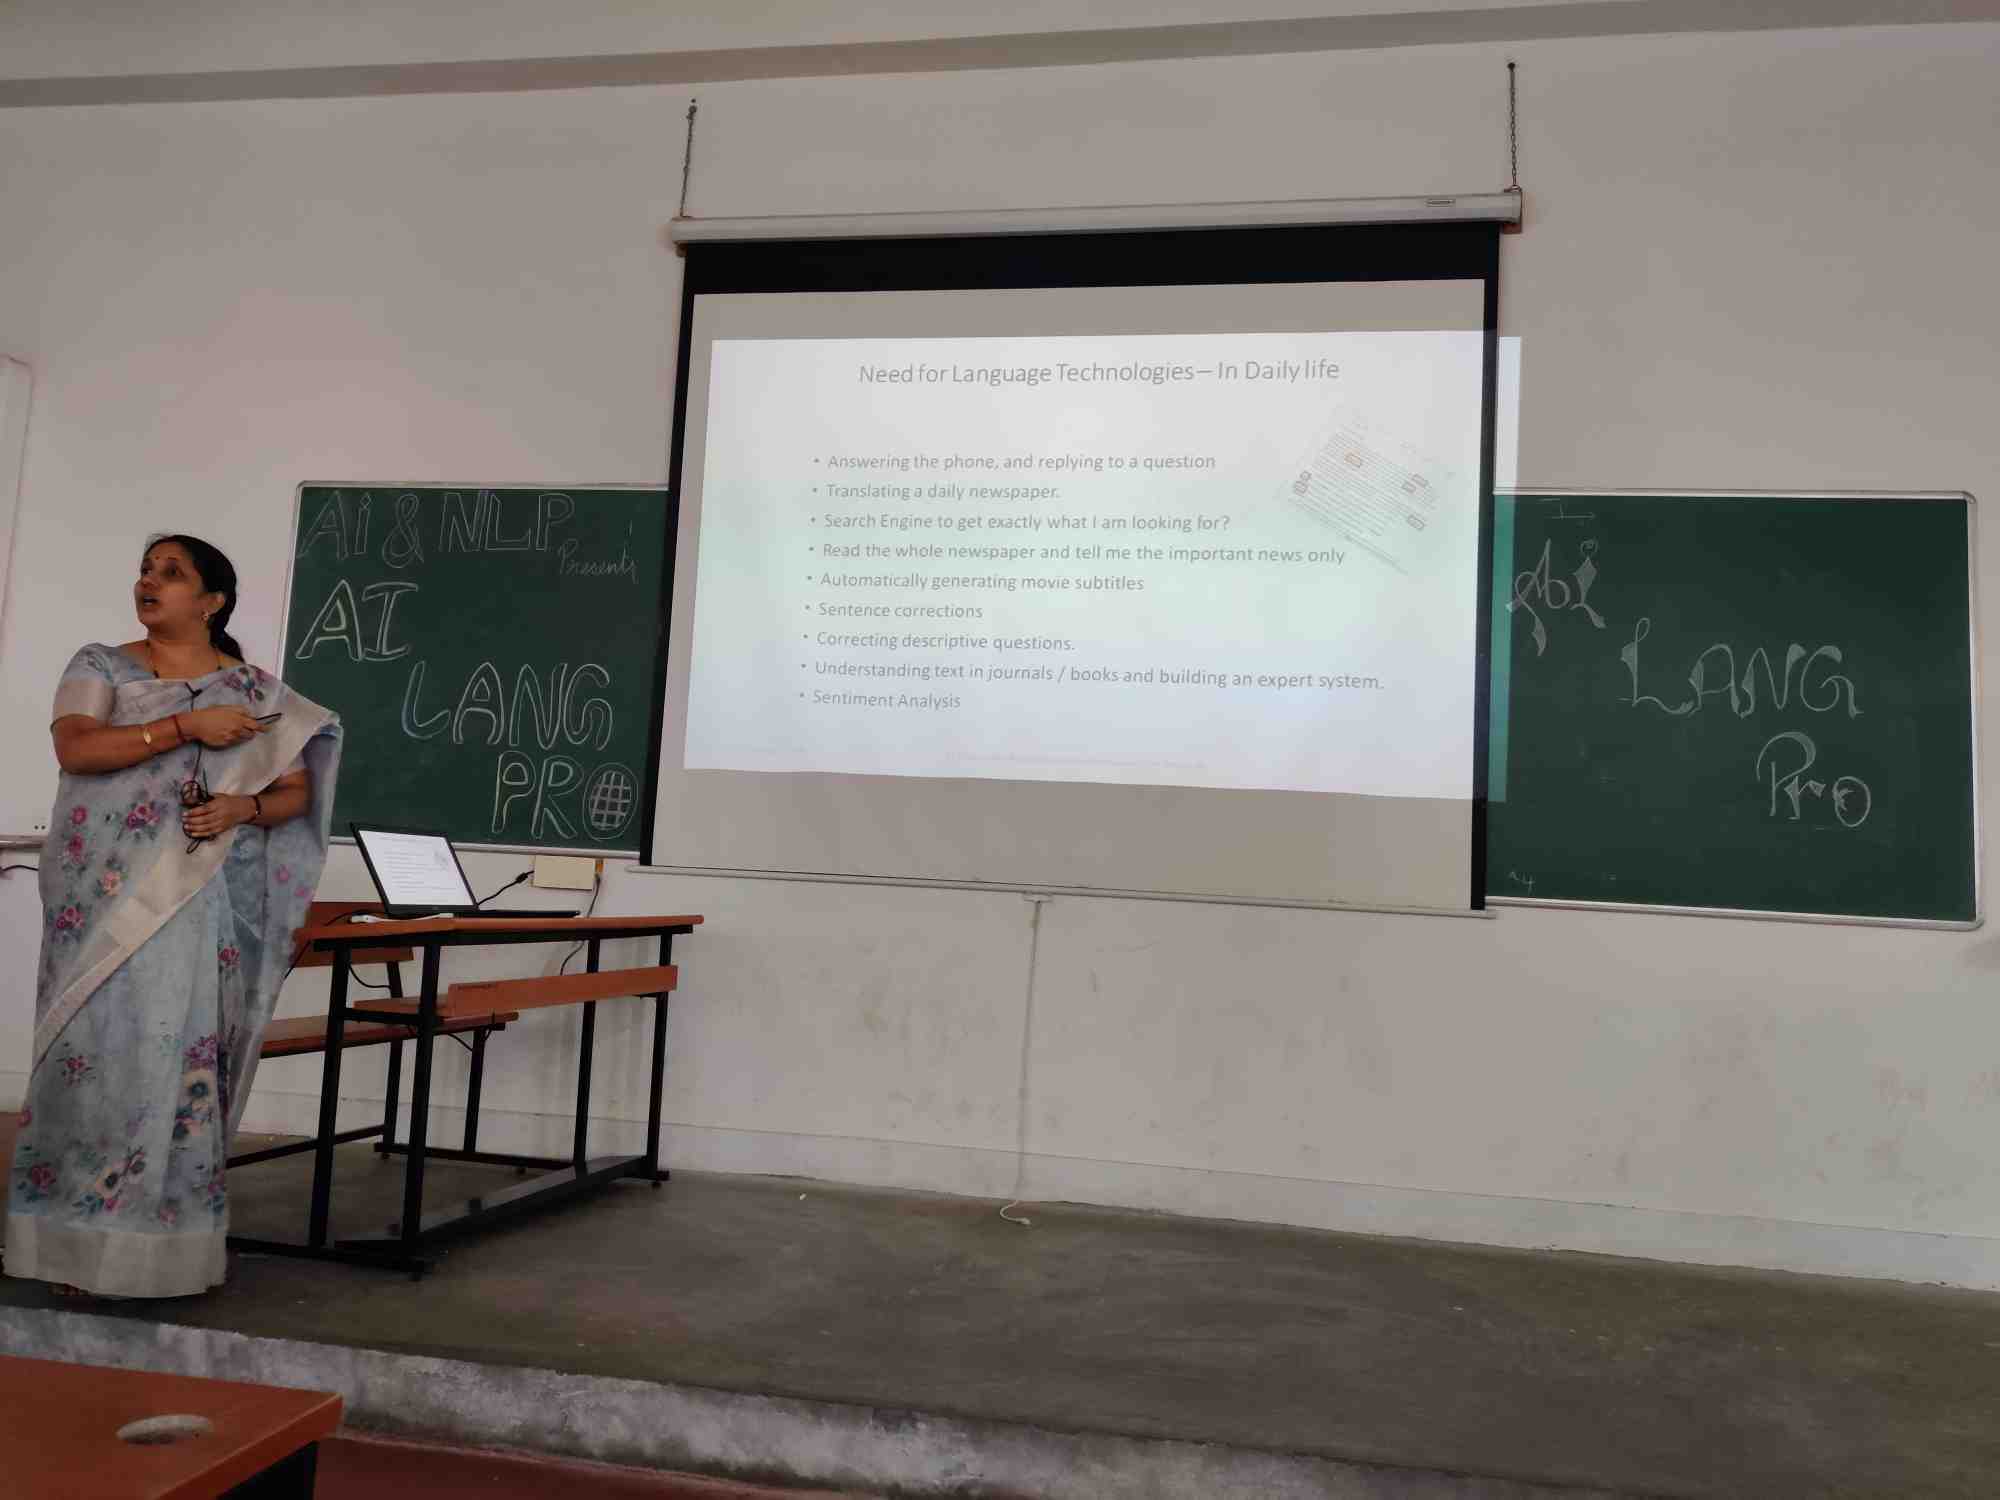 Ai & NLP
Presents
AI
LANG
PRO
Need for Language Technologies – In Daily life
• Answering the phone, and replying to a question
• Translating a daily newspaper.
• Search Engine to get exactly what I am looking for?
• Read the whole newspaper and tell me the important news only
• Automatically generating movie subtitles
• Sentence corrections
• Correcting descriptive questions.
• Understanding text in journals / books and building an expert system.
• Sentiment Analysis
LANG
Pro